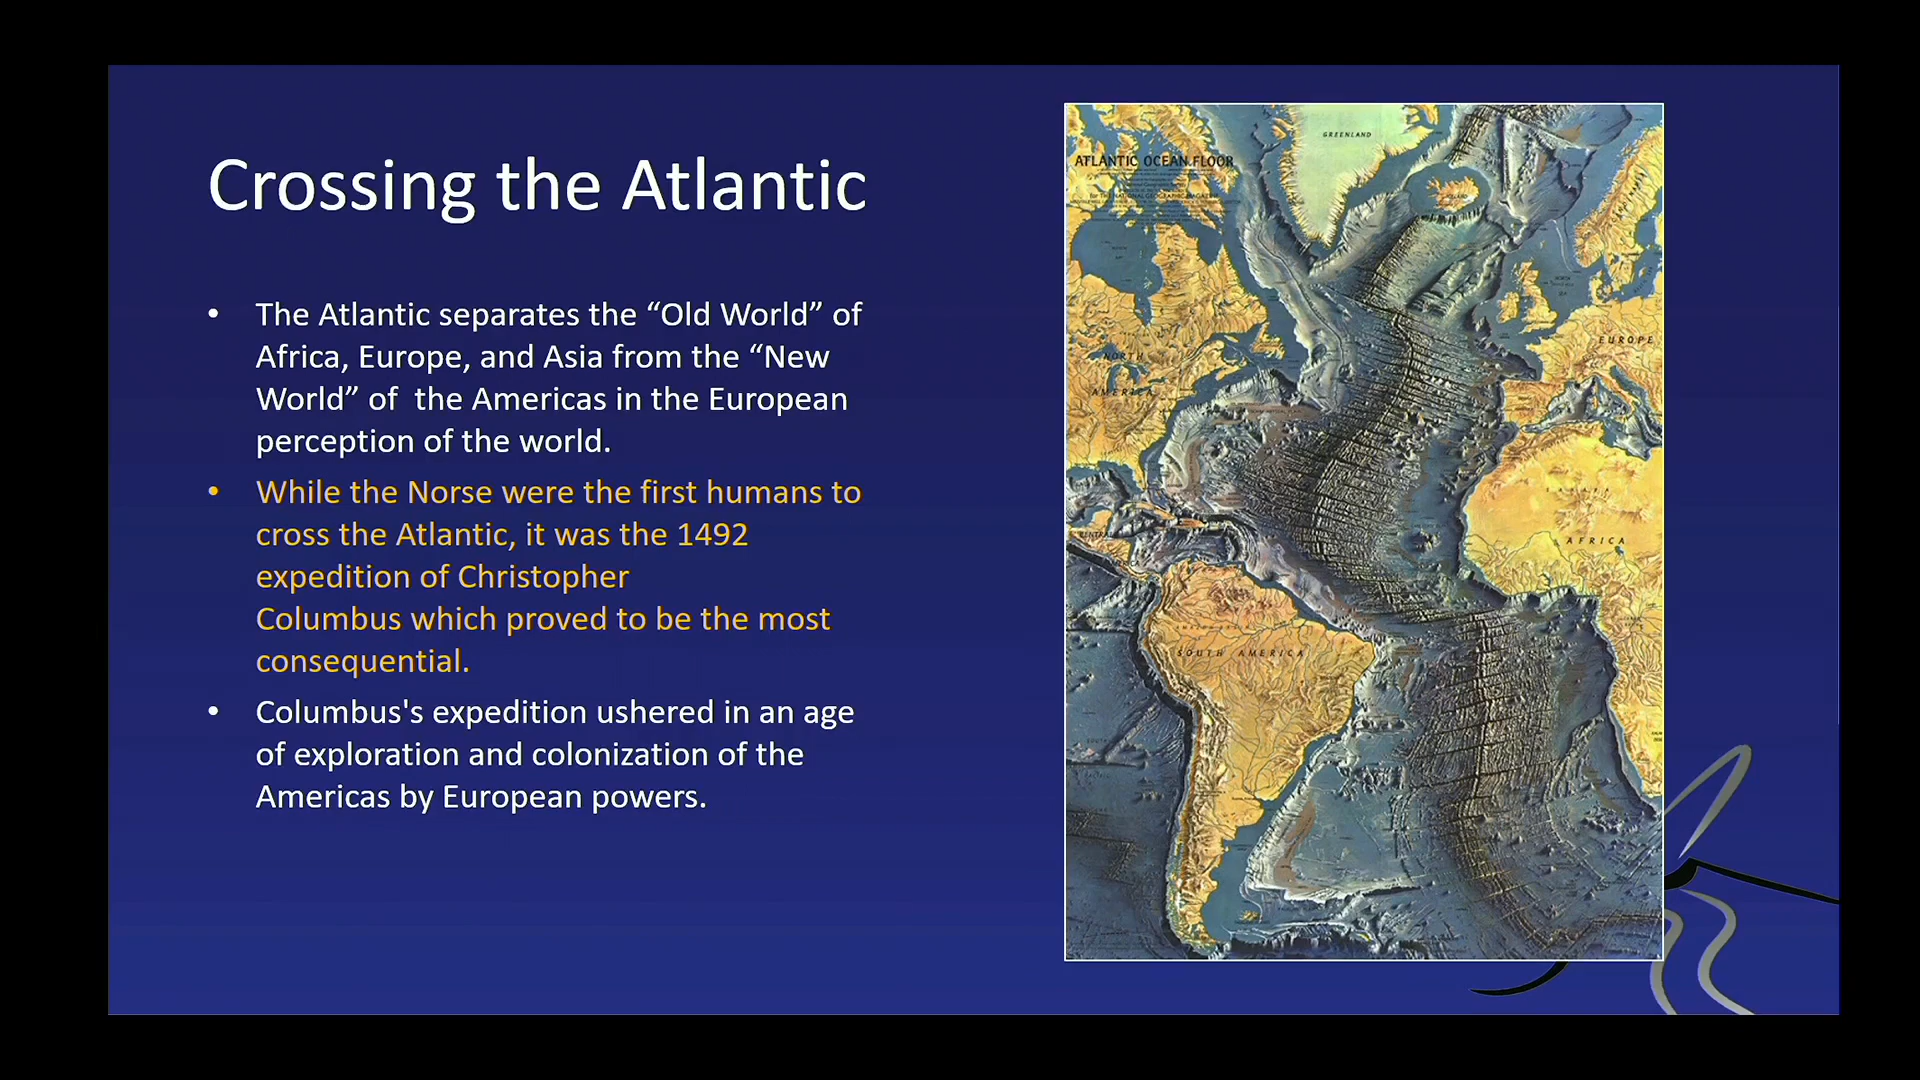 Crossing the Atlantic
• The Atlantic separates the “Old World” of
Africa, Europe, and Asia from the “New
World” of  the Americas in the European
perception of the world.
• While the Norse were the first humans to
cross the Atlantic, it was the 1492
expedition of Christopher
Columbus which proved to be the most
consequential.
• Columbus's expedition ushered in an age
of exploration and colonization of the
Americas by European powers.
GREENLAND
ATLANTIC OCEAN FLOOR
EUROPE
NORTH
AMERICA
AFRICA
SOUTH AMERICA